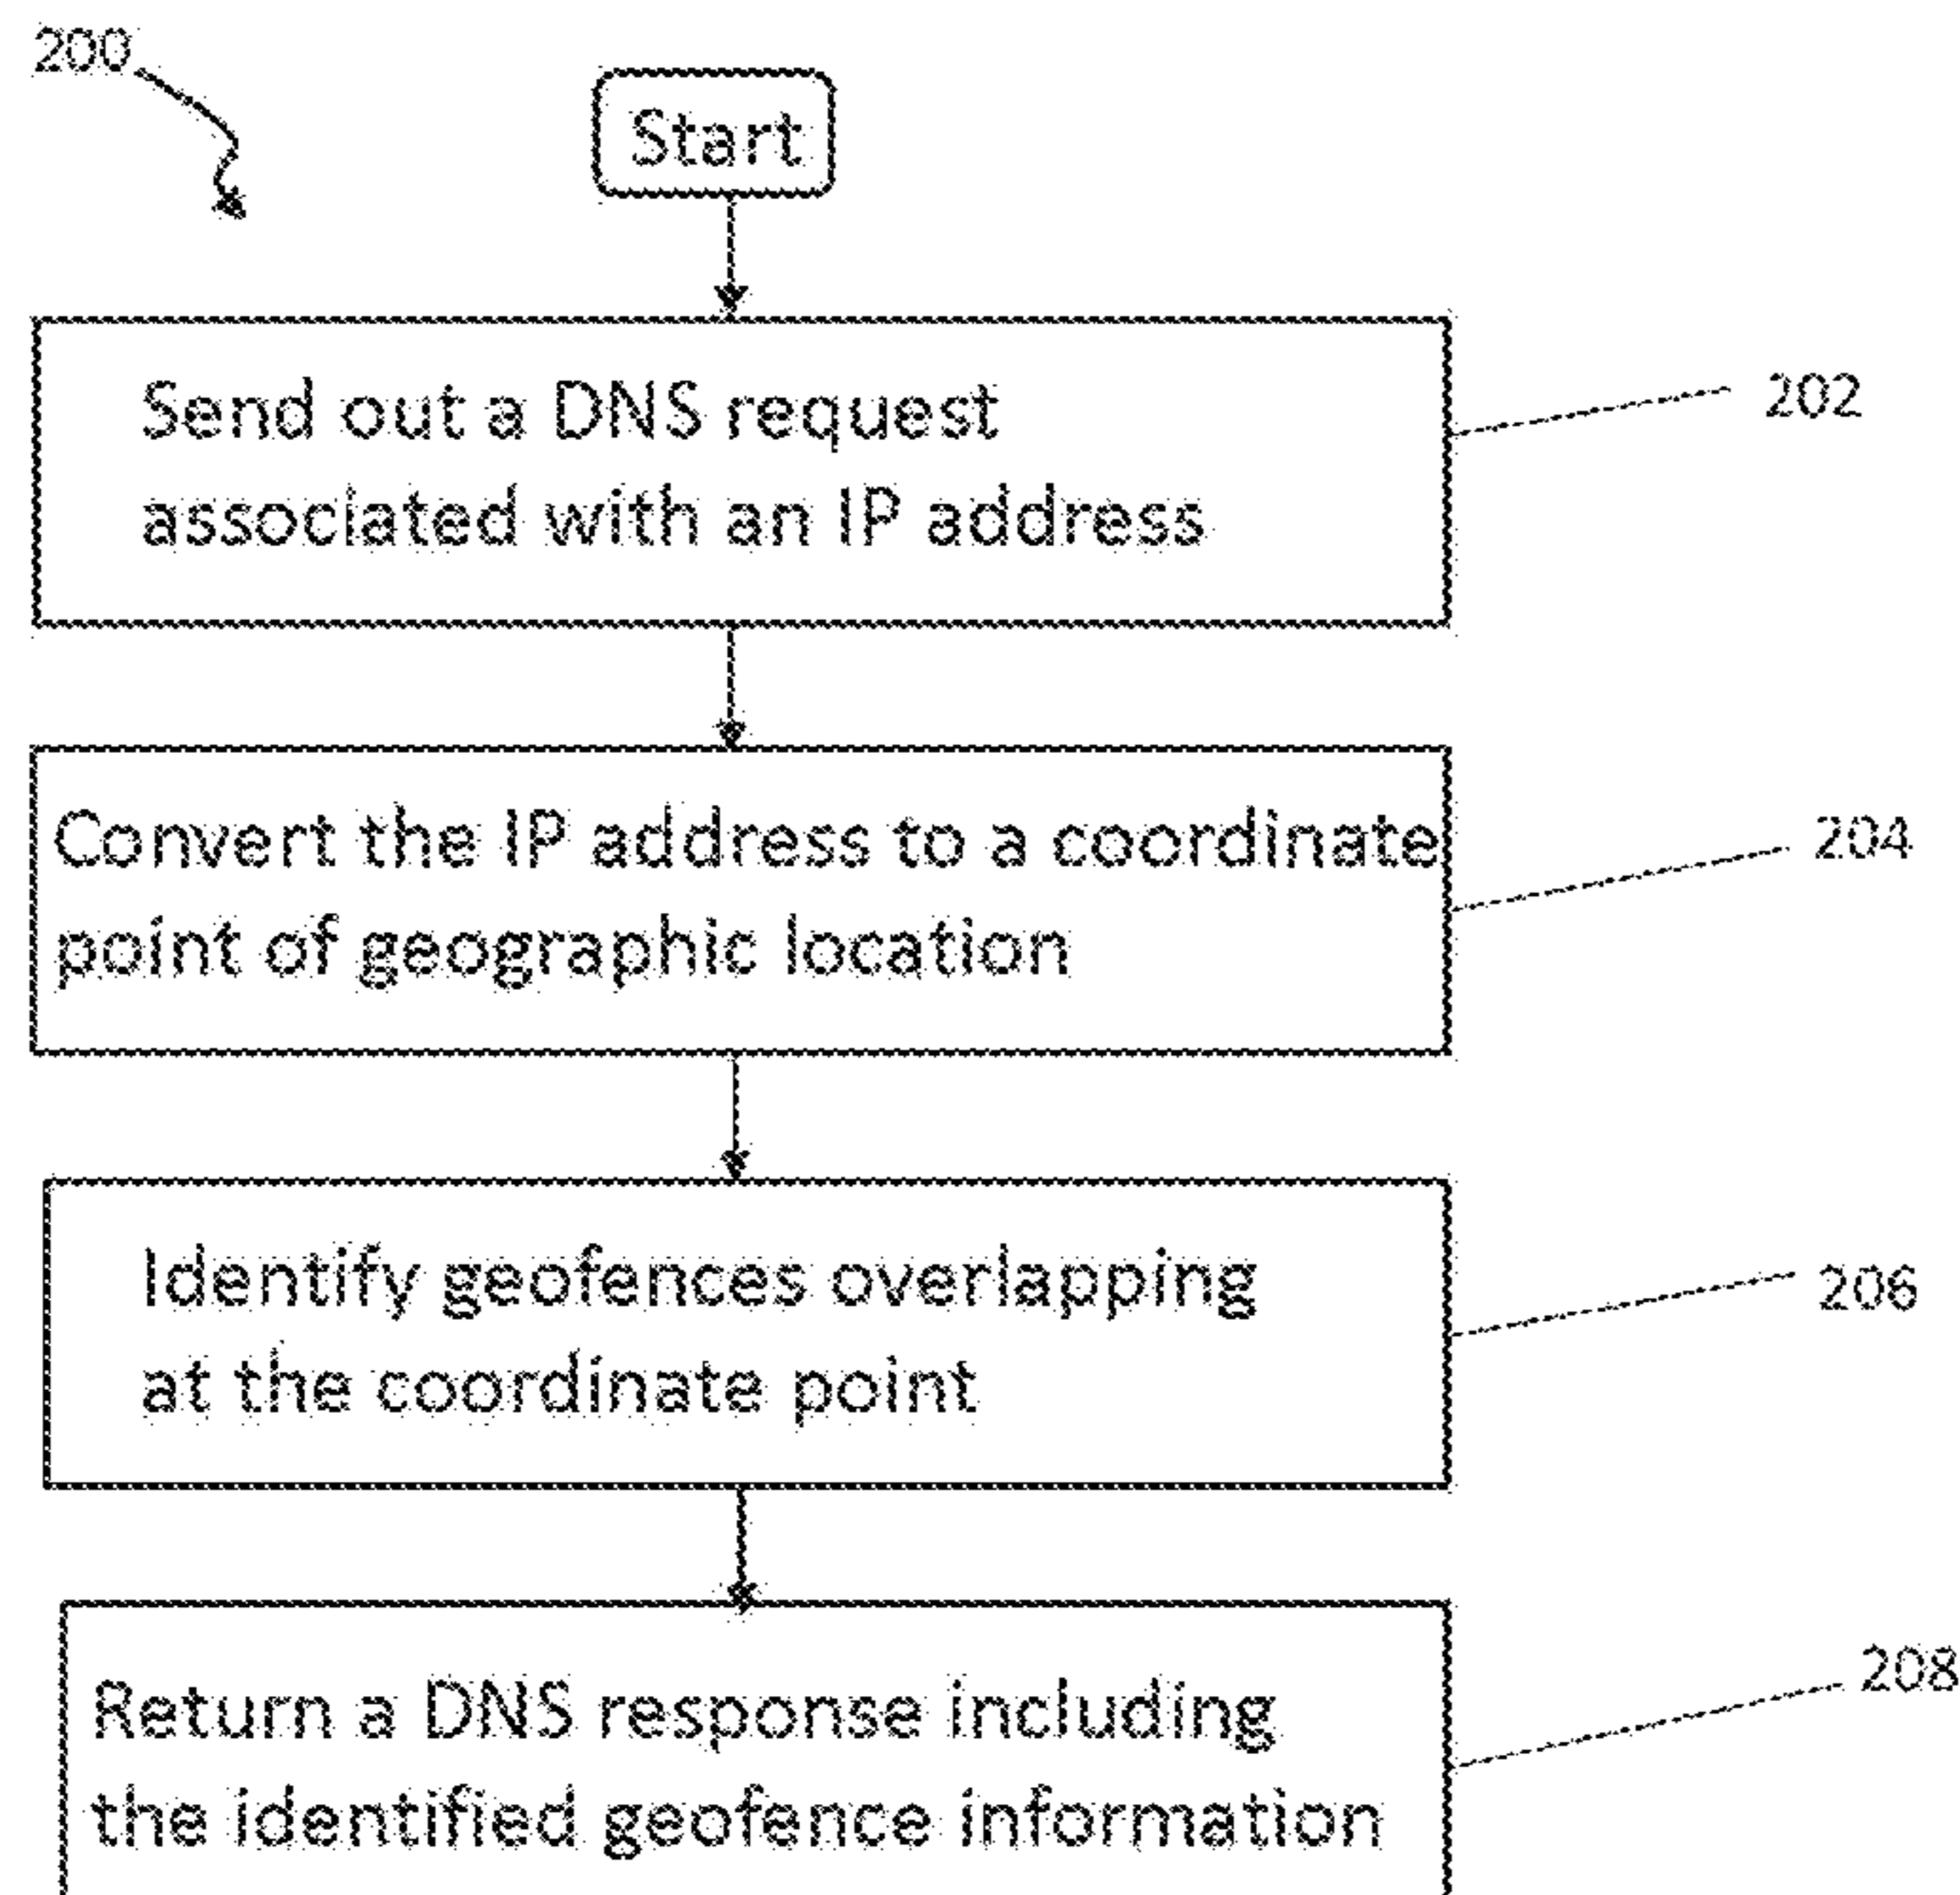 200
Start
Send out a DNS request
associated with an IP address
202
Convert the IP address to a coordinate
point of geographic location
204
Identify geofences overlapping
at the coordinate point
206
Return a DNS response including
the identified geofence information
208